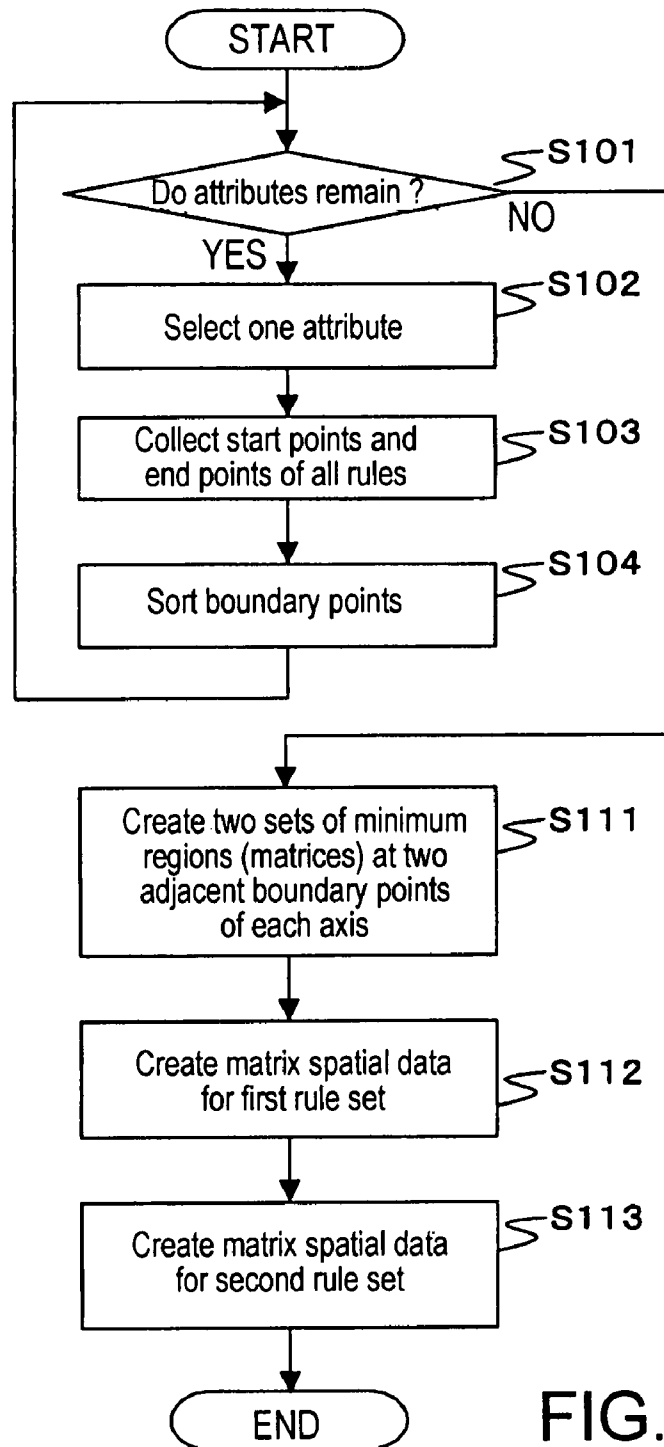 START
S101
Do attributes remain ?
NO
YES
S102
Select one attribute
S103
Collect start points and
end points of all rules
S104
Sort boundary points
S111
Create two sets of minimum
regions (matrices) at two
adjacent boundary points
of each axis
S112
Create matrix spatial data
for first rule set
S113
Create matrix spatial data
for second rule set
END
FIG.